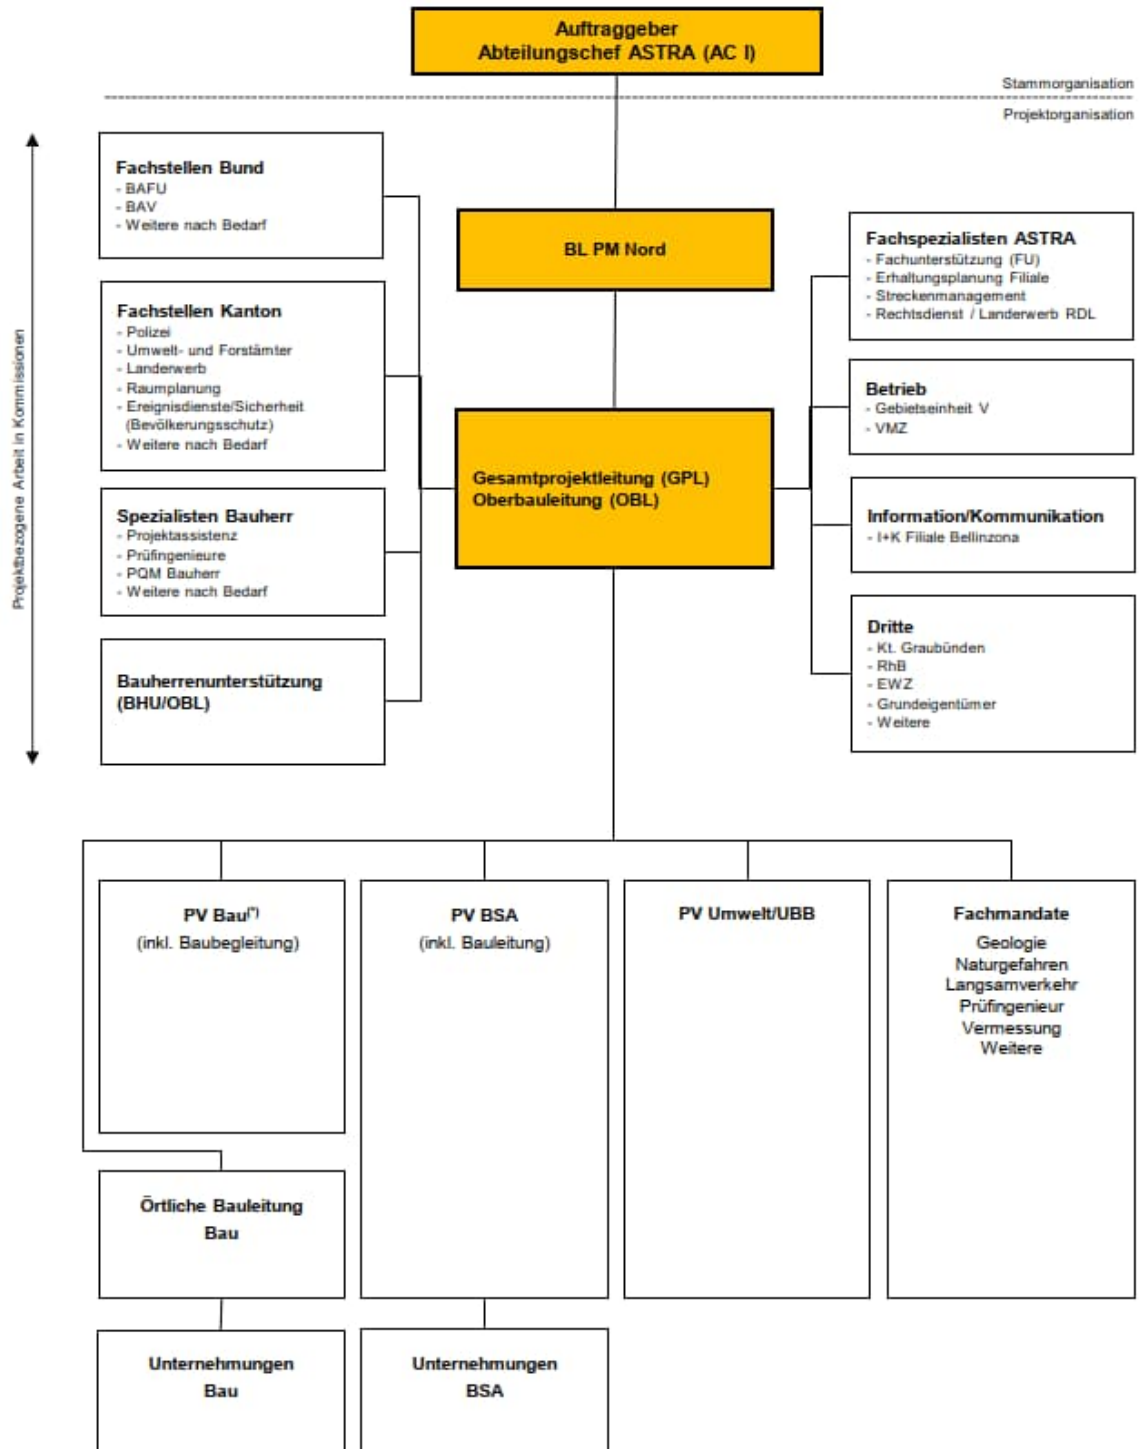 Auftraggeber
Abteilungschef ASTRA (AC I)
Stammorganisation
Projektorganisation
Projektbezogene Arbeit in Kommissionen
Fachstellen Bund
- BAFU
- BAV
- Weitere nach Bedarf
BL PM Nord
Fachspezialisten ASTRA
- Fachunterstützung (FU)
- Erhaltungsplanung Filiale
- Streckenmanagement
- Rechtsdienst / Landerwerb RDL
Fachstellen Kanton
- Polizei
- Umwelt- und Forstämter
- Landerwerb
- Raumplanung
- Ereignisdienste/Sicherheit
(Bevölkerungsschutz)
- Weitere nach Bedarf
Betrieb
- Gebietseinheit V
- VMZ
Gesamtprojektleitung (GPL)
Oberbauleitung (OBL)
Spezialisten Bauherr
- Projektassistenz
- Prüfingenieure
- PQM Bauherr
- Weitere nach Bedarf
Information/Kommunikation
- I+K Filiale Bellinzona
Bauherrenunterstützung
(BHU/OBL)
Dritte
- Kt. Graubünden
- RhB
- EWZ
- Grundeigentümer
- Weitere
PV Bau(*)
(inkl. Baubegleitung)
PV BSA
(inkl. Bauleitung)
PV Umwelt/UBB
Fachmandate
Geologie
Naturgefahren
Langsamverkehr
Prüfingenieur
Vermessung
Weitere
Örtliche Bauleitung
Bau
Unternehmungen
Bau
Unternehmungen
BSA